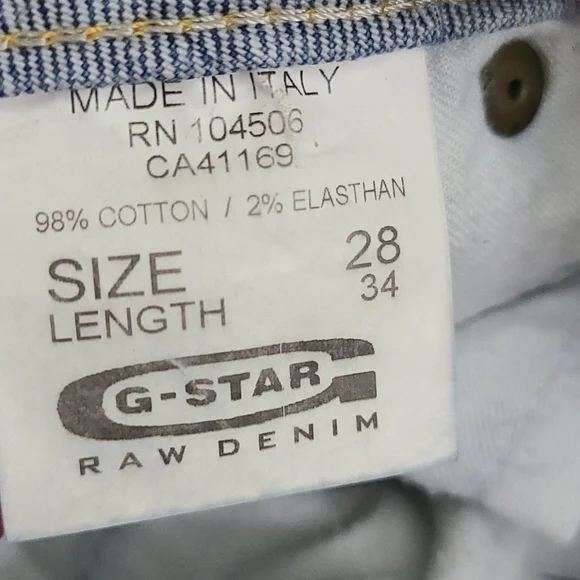 MADE IN ITALY
RN 104506
CA41169
98% COTTON / 2% ELASTHAN
SIZE 28
LENGTH 34
G-STAR
RAW DENIM